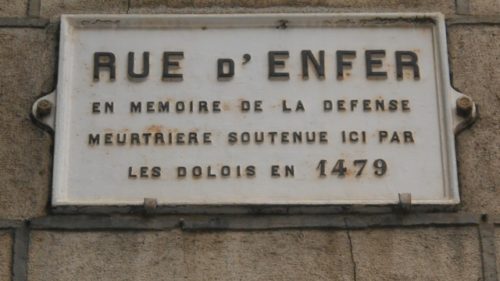 RUE D'ENFER
EN MEMOIRE DE LA DEFENSE
MEURTRIERE SOUTENUE ICI PAR
LES DOLOIS EN 1479